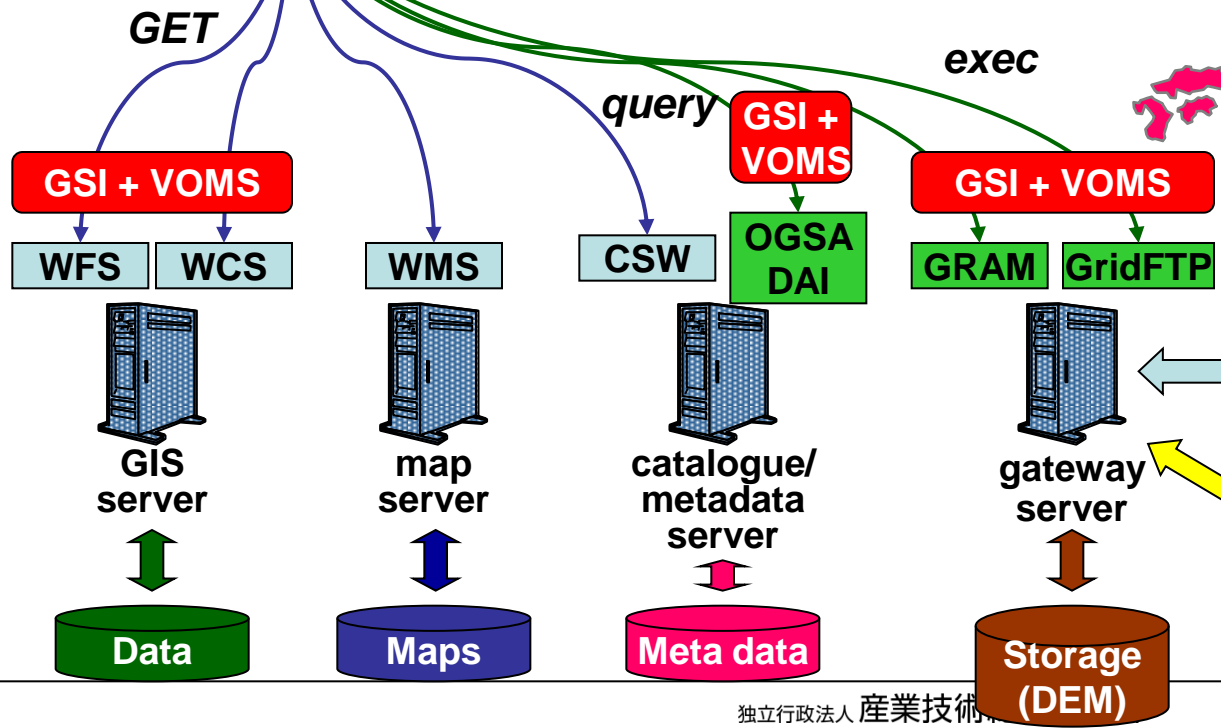 GET
exec
query
GSI +
VOMS
GSI + VOMS
GSI + VOMS
WFS
WCS
WMS
CSW
OGSA
DAI
GRAM
GridFTP
GIS
server
map
server
catalogue/
metadata
server
gateway
server
Data
Maps
Meta data
Storage
(DEM)
独立行政法人 産業技術